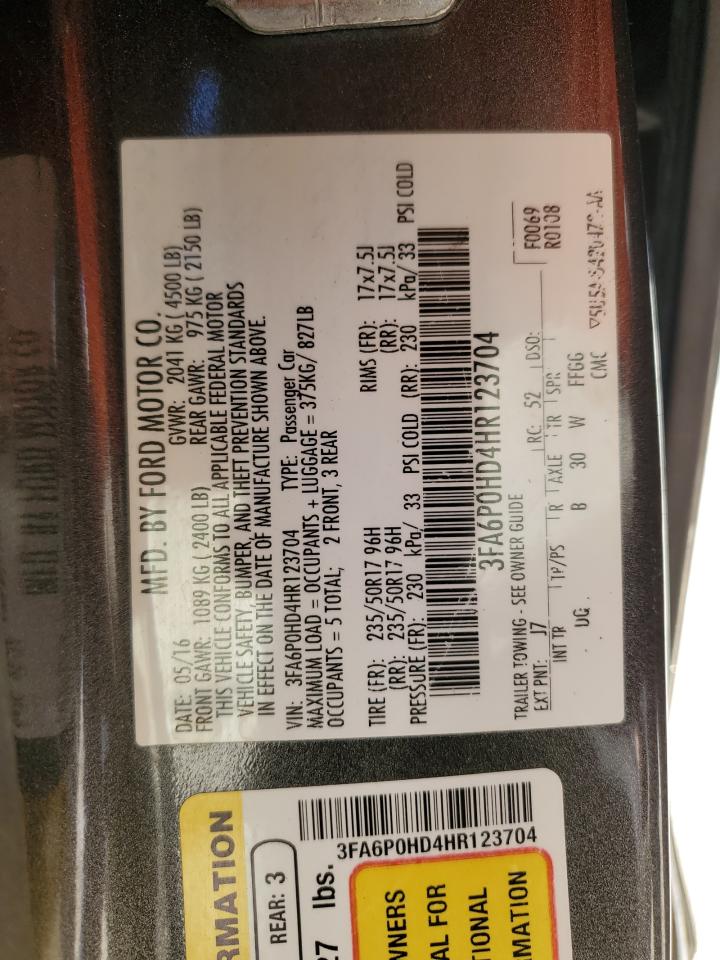 MFD. BY FORD MOTOR CO.
DATE: 05/16 GVWR: 2041 KG ( 4500 LB)
FRONT GAWR: 1089 KG ( 2400 LB) REAR GAWR: 975 KG ( 2150 LB)
THIS VEHICLE CONFORMS TO ALL APPLICABLE FEDERAL MOTOR
VEHICLE SAFETY, BUMPER, AND THEFT PREVENTION STANDARDS
IN EFFECT ON THE DATE OF MANUFACTURE SHOWN ABOVE.
VIN: 3FA6P0HD4HR123704 TYPE: Passenger Car
MAXIMUM LOAD = OCCUPANTS + LUGGAGE = 375KG/ 827LB
OCCUPANTS = 5 TOTAL; 2 FRONT, 3 REAR
TIRE (FR): 235/50R17 96H RIMS (FR): 17x7.5J
(RR): 235/50R17 96H (RR): 17x7.5J
PRESSURE (FR): 230 kPa/ 33 PSI COLD (RR): 230 kPa/ 33 PSI COLD
3FA6P0HD4HR123704
TRAILER TOWING - SEE OWNER GUIDE
F0069
EXT PNT: J7 RC: 52 DSO: R0108
INT TR TP/PS R AXLE TR SPR
UG B 30 W FFGG
CMC
RMATION
REAR: 3
27 lbs.
3FA6P0HD4HR123704
WNERS
AL FOR
TIONAL
RMATION